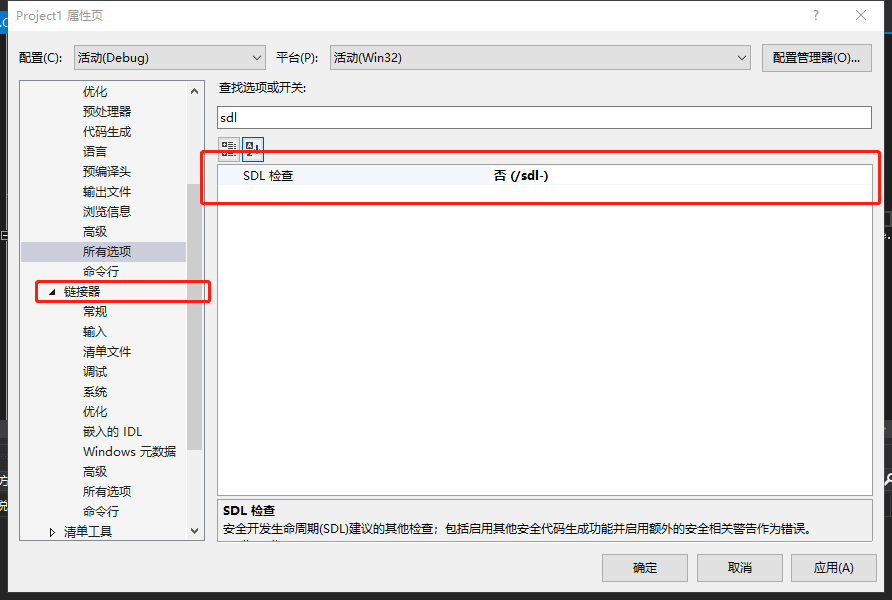 Project1 属性页
?
配置(C): 活动(Debug) 平台(P): 活动(Win32) 配置管理器(O)...
优化
预处理器
代码生成
语言
预编译头
输出文件
浏览信息
高级
所有选项
命令行
链接器
常规
输入
清单文件
调试
系统
优化
嵌入的 IDL
Windows 元数据
高级
所有选项
命令行
清单工具
查找选项或开关:
sdl
SDL 检查 否 (/sdl-)
SDL 检查
安全开发生命周期(SDL)建议的其他检查；包括启用其他安全代码生成功能并启用额外的安全相关警告作为错误。
确定 取消 应用(A)